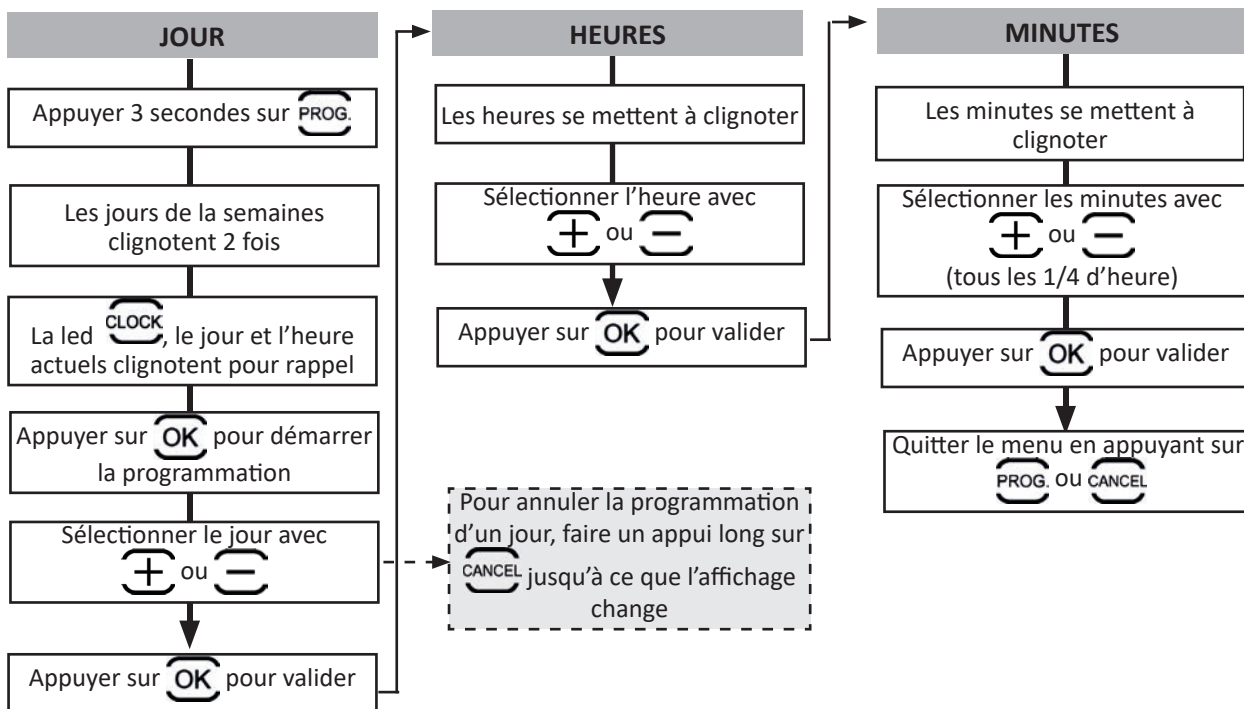 JOUR
Appuyer 3 secondes sur PROG.
Les jours de la semaines
clignotent 2 fois
La led CLOCK, le jour et l'heure
actuels clignotent pour rappel
Appuyer sur OK pour démarrer
la programmation
Sélectionner le jour avec
+ ou −
Appuyer sur OK pour valider
Pour annuler la programmation
d'un jour, faire un appui long sur
CANCEL jusqu'à ce que l'affichage
change
HEURES
Les heures se mettent à clignoter
Sélectionner l'heure avec
+ ou −
Appuyer sur OK pour valider
MINUTES
Les minutes se mettent à
clignoter
Sélectionner les minutes avec
+ ou −
(tous les 1/4 d'heure)
Appuyer sur OK pour valider
Quitter le menu en appuyant sur
PROG. ou CANCEL